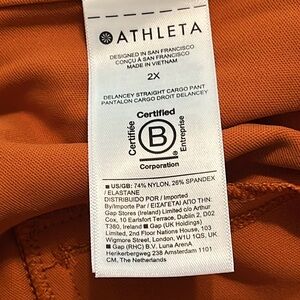 ATHLETA
DESIGNED IN SAN FRANCISCO
CONÇU À SAN FRANCISCO
MADE IN VIETNAM
2X
DELANCEY STRAIGHT CARGO PANT
PANTALON CARGO DROIT DELANCEY
Certified
Certifiée
B
Entreprise
Corporation
■ US/GB: 74% NYLON, 26% SPANDEX
/ ELASTANE
DISTRIBUIDO POR / Imported
By/Importe Par / ΕΙΣΑΓΕΤΑΙ ΑΠΟ ΤΗΝ:
Gap Stores (Ireland) Limited c/o Arthur
Cox, 10 Earlsfort Terrace, Dublin 2, D02
T380, Ireland ■ Gap (UK Holdings)
Limited, 2nd Floor Nations House, 103
Wigmore Street, London, W1U 1QS, UK
■ Gap (RHC) B.V. Luna ArenA
Herikerbergweg 238 Amsterdam 1101
CM, The Netherlands